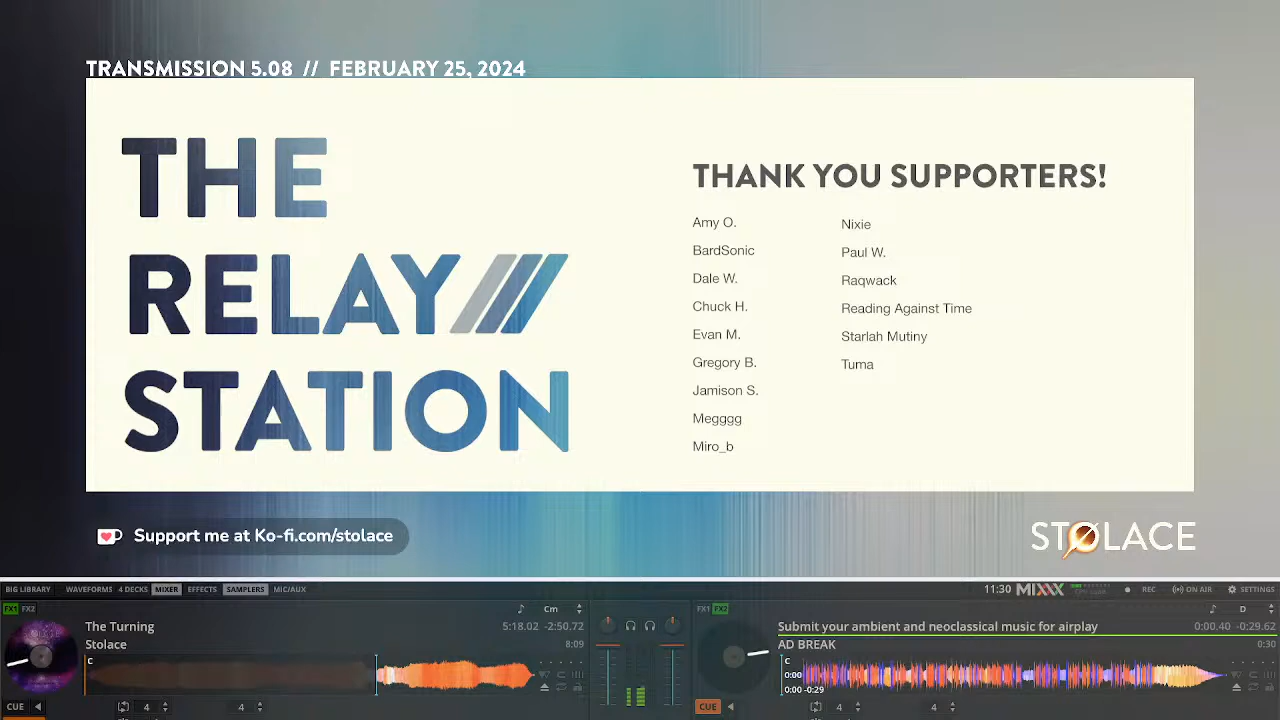 TRANSMISSION 5.08 // FEBRUARY 25, 2024
THE
RELAY///
STATION
THANK YOU SUPPORTERS!
Amy O.
BardSonic
Dale W.
Chuck H.
Evan M.
Gregory B.
Jamison S.
Megggg
Miro_b
Nixie
Paul W.
Raqwack
Reading Against Time
Starlah Mutiny
Tuma
Support me at Ko-fi.com/stolace
STØLACE
BIG LIBRARY WAVEFORMS 4 DECKS MIXER EFFECTS SAMPLERS MIC/AUX 11:30 MIXXX REC ON AIR SETTINGS
FX1 FX2 Cm
The Turning 5:18.02 -2:50.72
Stolace 8:09
C
CUE 4 4
FX1 FX2 D
Submit your ambient and neoclassical music for airplay 0:00.40 -0:29.62
AD BREAK 0:30
C
0:00
0:00 -0:29
CUE 4 4